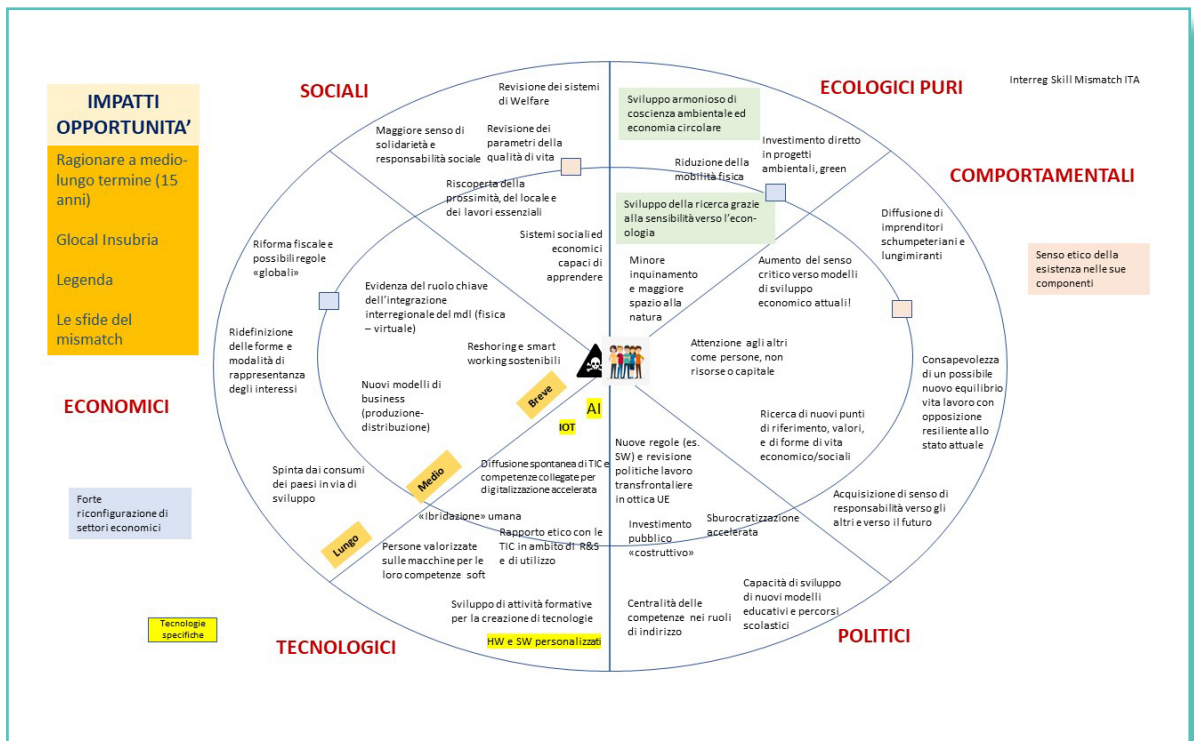 SOCIALI
ECOLOGICI PURI
Interreg Skill Mismatch ITA
IMPATTI
OPPORTUNITA’
Ragionare a medio-
lungo termine (15
anni)
Glocal Insubria
Legenda
Le sfide del
mismatch
Revisione dei sistemi
di Welfare
Maggiore senso di
solidarietà e
responsabilità sociale
Revisione dei
parametri della
qualità di vita
Riscoperta della
prossimità, del locale e
dei lavori essenziali
Sistemi sociali ed
economici
capaci di
apprendere
Sviluppo armonioso di
coscienza ambientale ed
economia circolare
Riduzione della
mobilità fisica
Investimento diretto
in progetti
ambientali, green
Sviluppo della ricerca grazie
alla sensibilità verso l’econ-
ologia
Minore
inquinamento
e maggiore
spazio alla
natura
COMPORTAMENTALI
Diffusione di
imprenditori
schumpeteriani e
lungimiranti
Senso etico della
esistenza nelle sue
componenti
Aumento del senso
critico verso modelli
di sviluppo
economico attuali!
Attenzione agli altri
come persone, non
risorse o capitale
Consapevolezza
di un possibile
nuovo equilibrio
vita lavoro con
opposizione
resiliente allo
stato attuale
Ricerca di nuovi punti
di riferimento, valori,
e di forme di vita
economico/sociali
Acquisizione di senso di
responsabilità verso gli
altri e verso il futuro
Riforma fiscale e
possibili regole
«globali»
Evidenza del ruolo chiave
dell’integrazione
interregionale del mdl (fisica
– virtuale)
Ridefinizione
delle forme e
modalità di
rappresentanza
degli interessi
Reshoring e smart
working sostenibili
Nuovi modelli di
business
(produzione-
distribuzione)
ECONOMICI
Spinta dai consumi
dei paesi in via di
sviluppo
Forte
riconfigurazione di
settori economici
Breve
Medio
Lungo
AI
IOT
Diffusione spontanea di TIC e
competenze collegate per
digitalizzazione accelerata
«Ibridazione» umana
Rapporto etico con le
TIC in ambito di R&S
e di utilizzo
Persone valorizzate
sulle macchine per le
loro competenze soft
Sviluppo di attività formative
per la creazione di tecnologie
HW e SW personalizzati
Tecnologie
specifiche
TECNOLOGICI
Nuove regole (es.
SW) e revisione
politiche lavoro
transfrontaliere
in ottica UE
Investimento
pubblico
«costruttivo»
Sburocratizzazione
accelerata
Centralità delle
competenze nei ruoli
di indirizzo
Capacità di sviluppo
di nuovi modelli
educativi e percorsi
scolastici
POLITICI